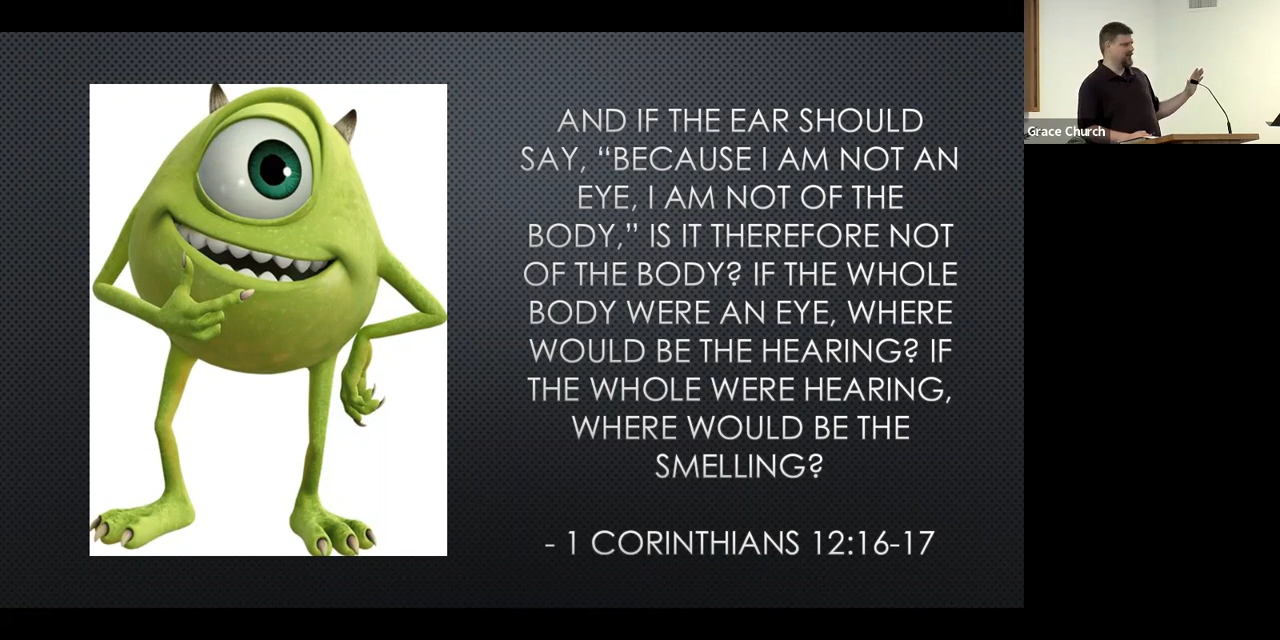 AND IF THE EAR SHOULD
SAY, “BECAUSE I AM NOT AN
EYE, I AM NOT OF THE
BODY,” IS IT THEREFORE NOT
OF THE BODY? IF THE WHOLE
BODY WERE AN EYE, WHERE
WOULD BE THE HEARING? IF
THE WHOLE WERE HEARING,
WHERE WOULD BE THE
SMELLING?
- 1 CORINTHIANS 12:16-17
Grace Church